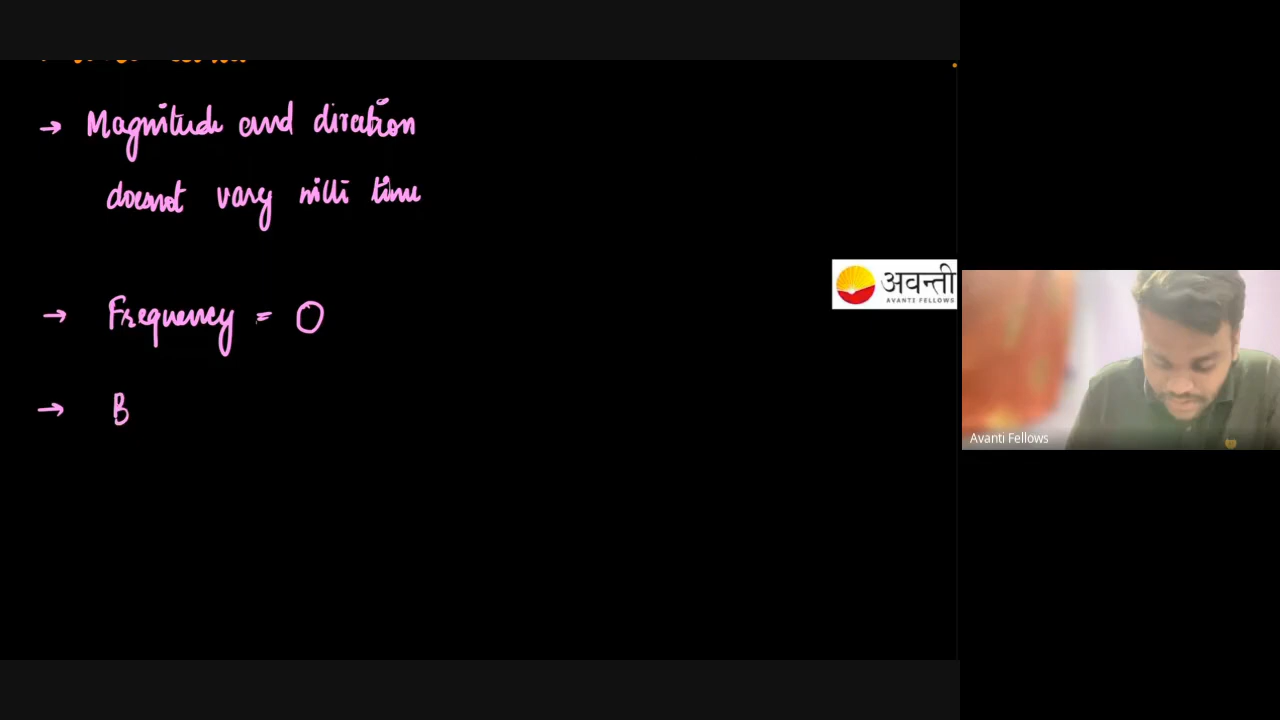 → Magnitude and direction
doesnot vary with time
→ Frequency = 0
→ B
अवन्ती
AVANTI FELLOWS
Avanti Fellows